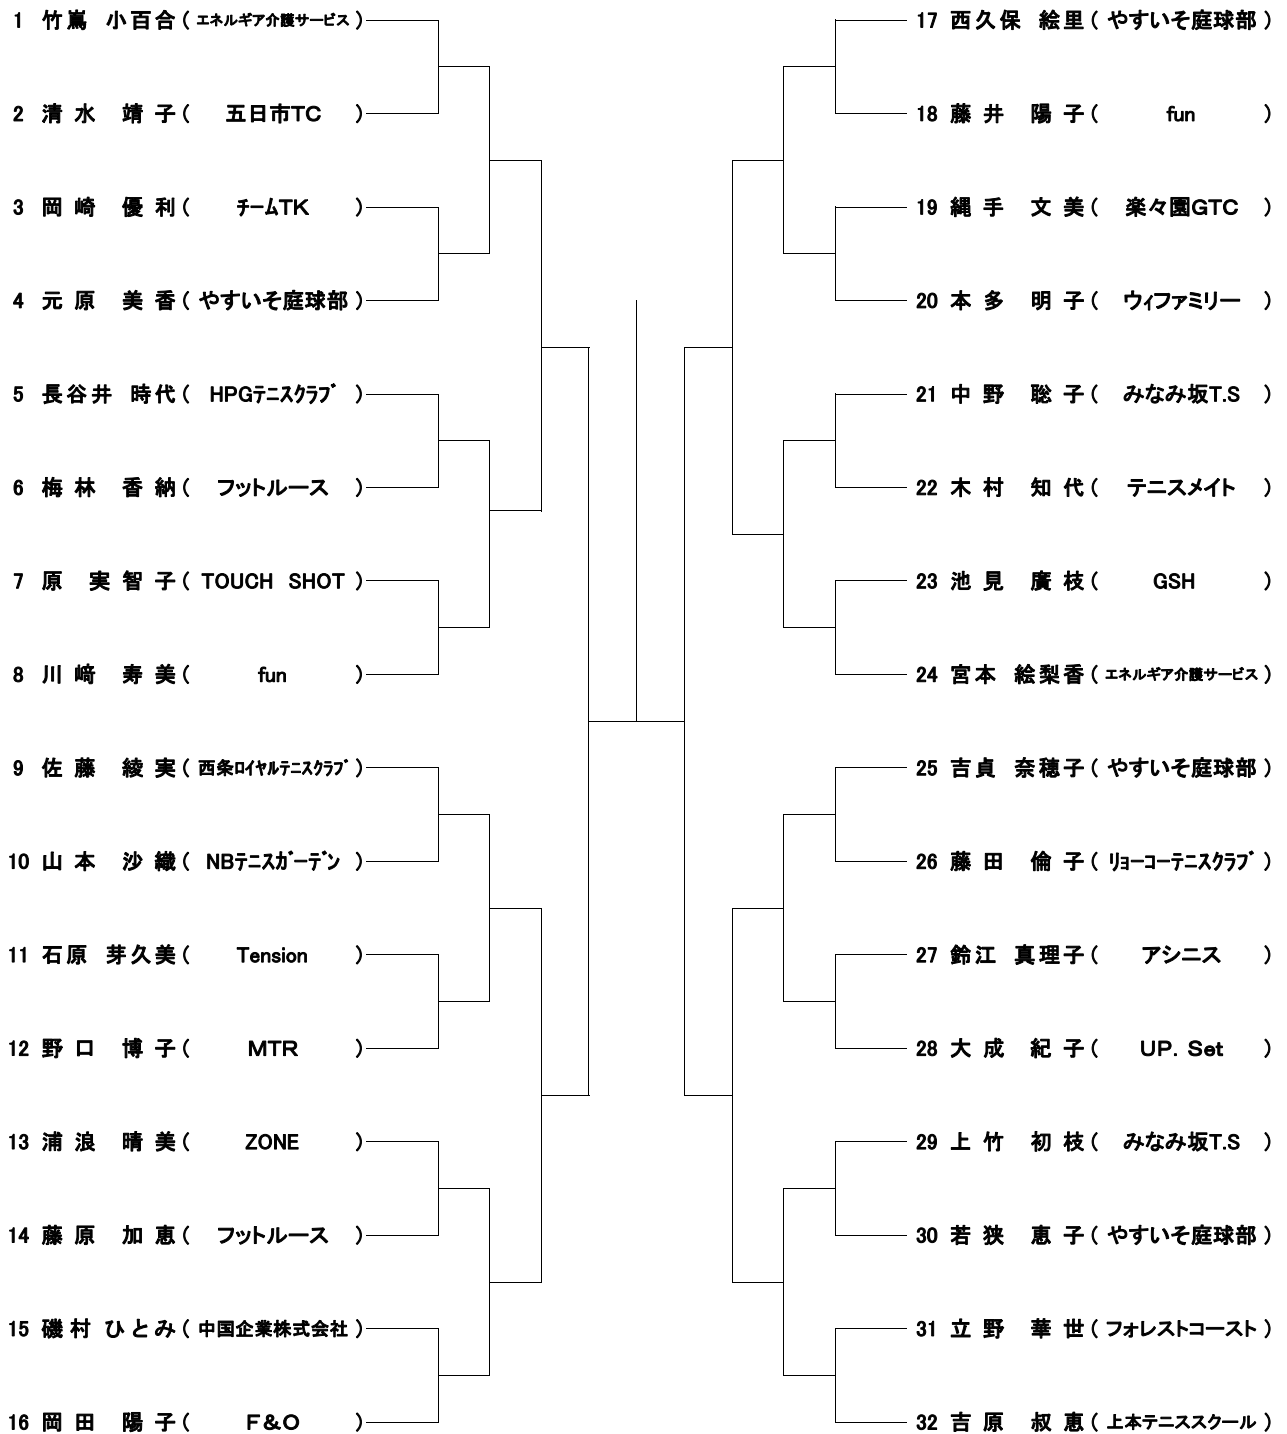 1 竹嶌 小百合 ( エネルギア介護サービス )
2 清水 靖子 ( 五日市TC )
3 岡崎 優利 ( チームTK )
4 元原 美香 ( やすいそ庭球部 )
5 長谷井 時代 ( HPGテニスクラブ )
6 梅林 香納 ( フットルース )
7 原 実智子 ( TOUCH SHOT )
8 川﨑 寿美 ( fun )
9 佐藤 綾実 ( 西条ロイヤルテニスクラブ )
10 山本 沙織 ( NBテニスガーデン )
11 石原 芽久美 ( Tension )
12 野口 博子 ( MTR )
13 浦浪 晴美 ( ZONE )
14 藤原 加恵 ( フットルース )
15 磯村 ひとみ ( 中国企業株式会社 )
16 岡田 陽子 ( F&O )
17 西久保 絵里 ( やすいそ庭球部 )
18 藤井 陽子 ( fun )
19 縄手 文美 ( 楽々園GTC )
20 本多 明子 ( ウィファミリー )
21 中野 聡子 ( みなみ坂T.S )
22 木村 知代 ( テニスメイト )
23 池見 廣枝 ( GSH )
24 宮本 絵梨香 ( エネルギア介護サービス )
25 吉貞 奈穂子 ( やすいそ庭球部 )
26 藤田 倫子 ( リョーコーテニスクラブ )
27 鈴江 真理子 ( アシニス )
28 大成 紀子 ( UP. Set )
29 上竹 初枝 ( みなみ坂T.S )
30 若狭 恵子 ( やすいそ庭球部 )
31 立野 華世 ( フォレストコースト )
32 吉原 叔恵 ( 上本テニススクール )